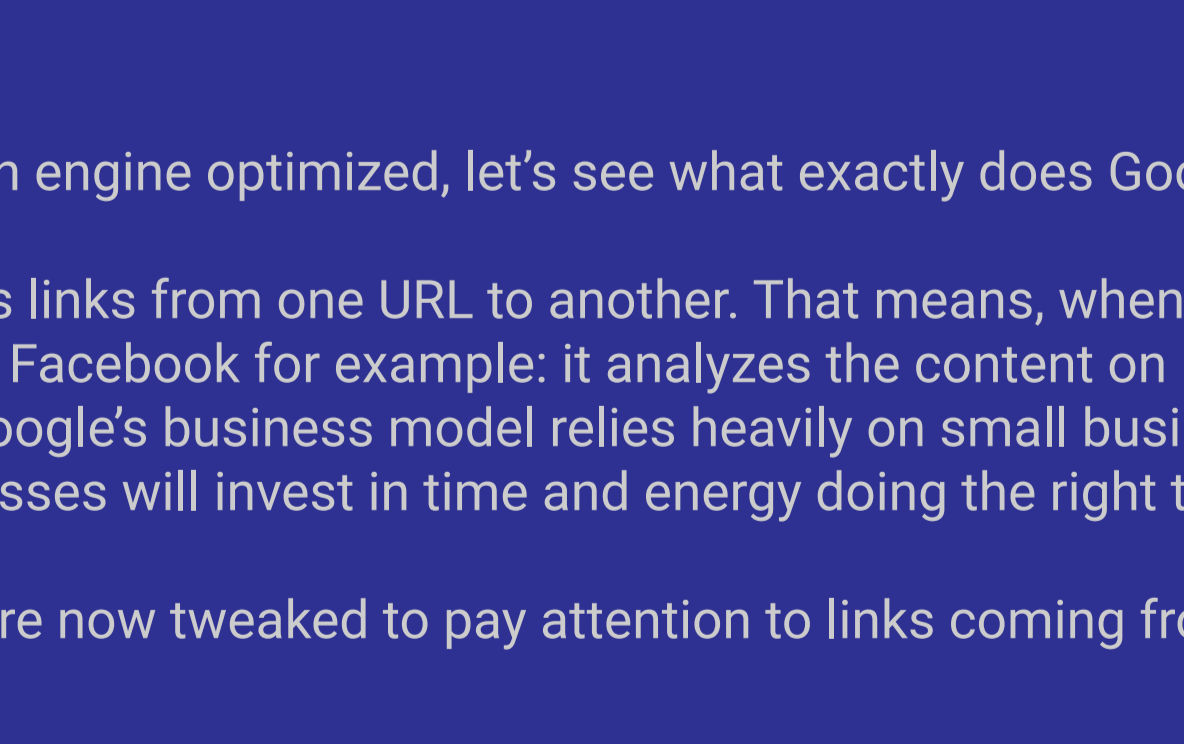 n engine optimized, let’s see what exactly does Goo
s links from one URL to another. That means, when
Facebook for example: it analyzes the content on
oogle’s business model relies heavily on small busi
sses will invest in time and energy doing the right t
re now tweaked to pay attention to links coming fro